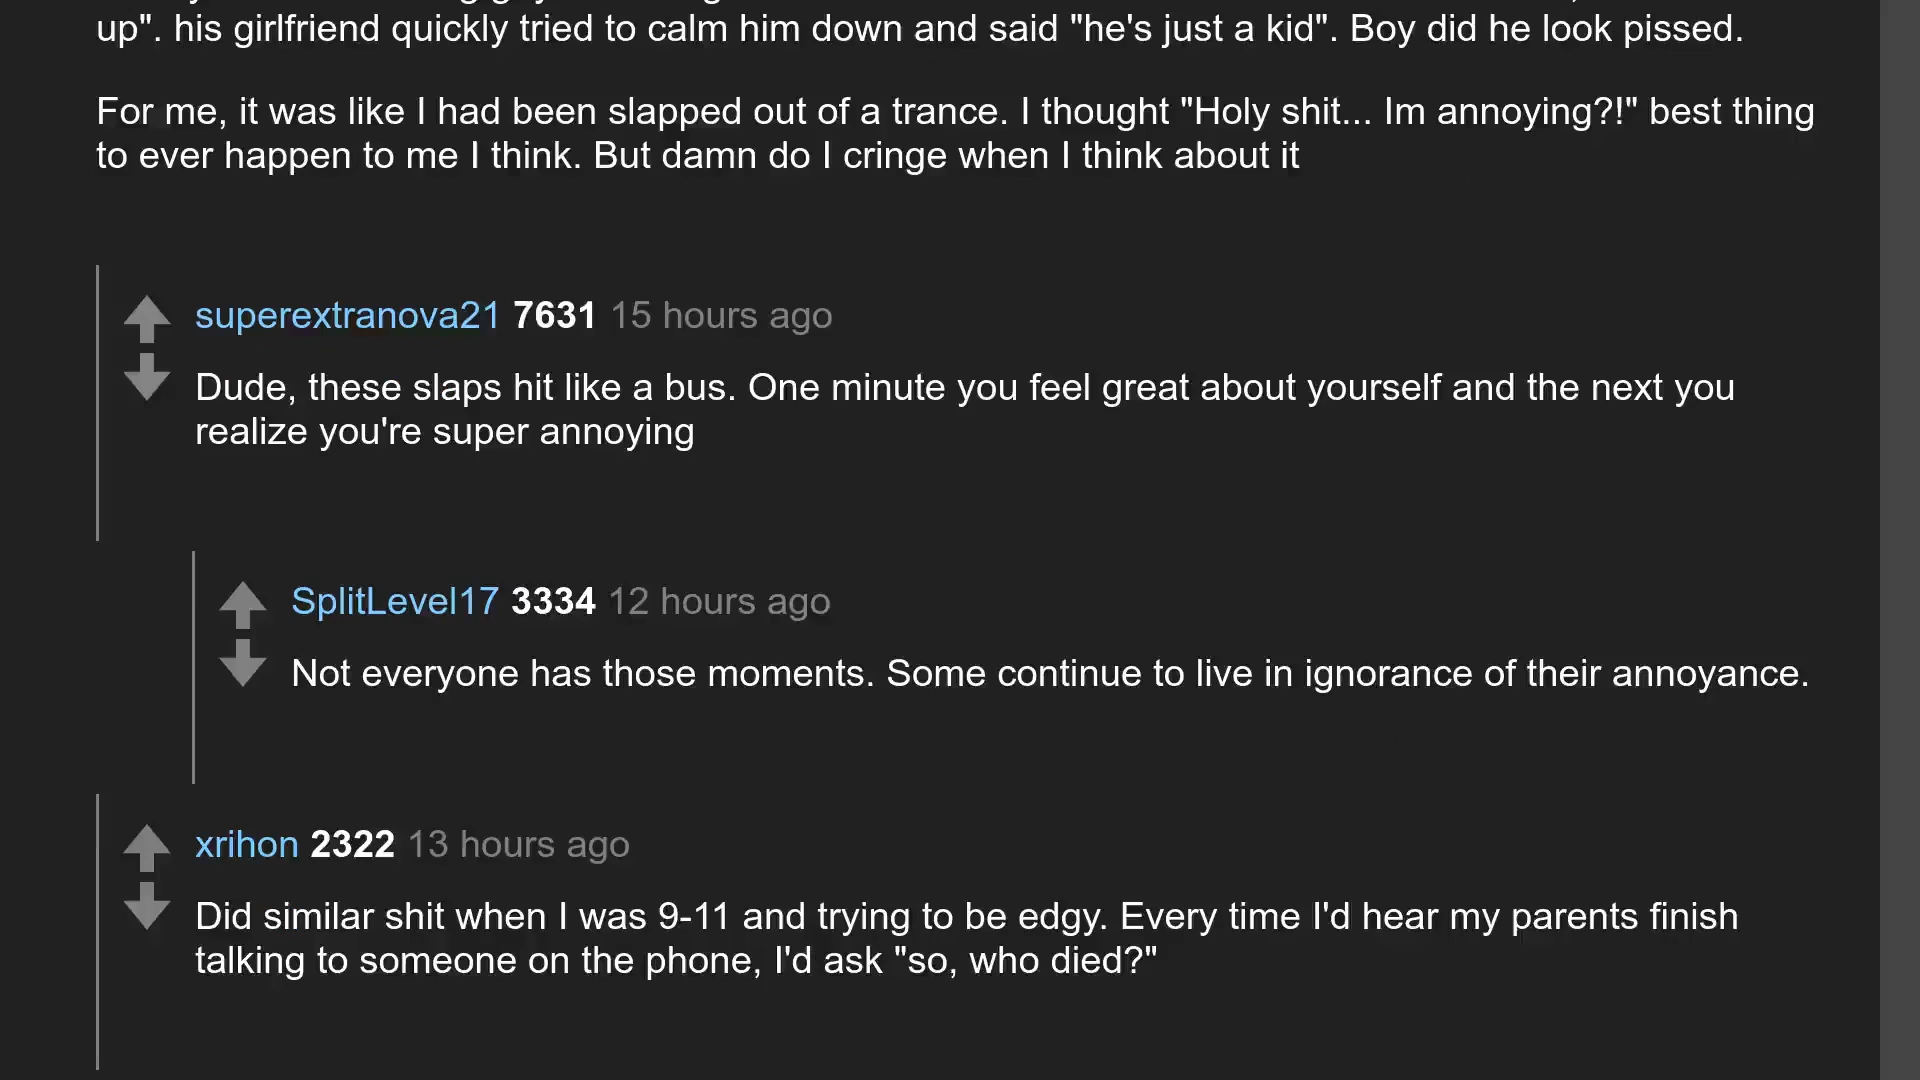 up". his girlfriend quickly tried to calm him down and said "he's just a kid". Boy did he look pissed.
For me, it was like I had been slapped out of a trance. I thought "Holy shit... Im annoying?!" best thing
to ever happen to me I think. But damn do I cringe when I think about it
superextranova21 7631 15 hours ago
Dude, these slaps hit like a bus. One minute you feel great about yourself and the next you
realize you're super annoying
SplitLevel17 3334 12 hours ago
Not everyone has those moments. Some continue to live in ignorance of their annoyance.
xrihon 2322 13 hours ago
Did similar shit when I was 9-11 and trying to be edgy. Every time I'd hear my parents finish
talking to someone on the phone, I'd ask "so, who died?"